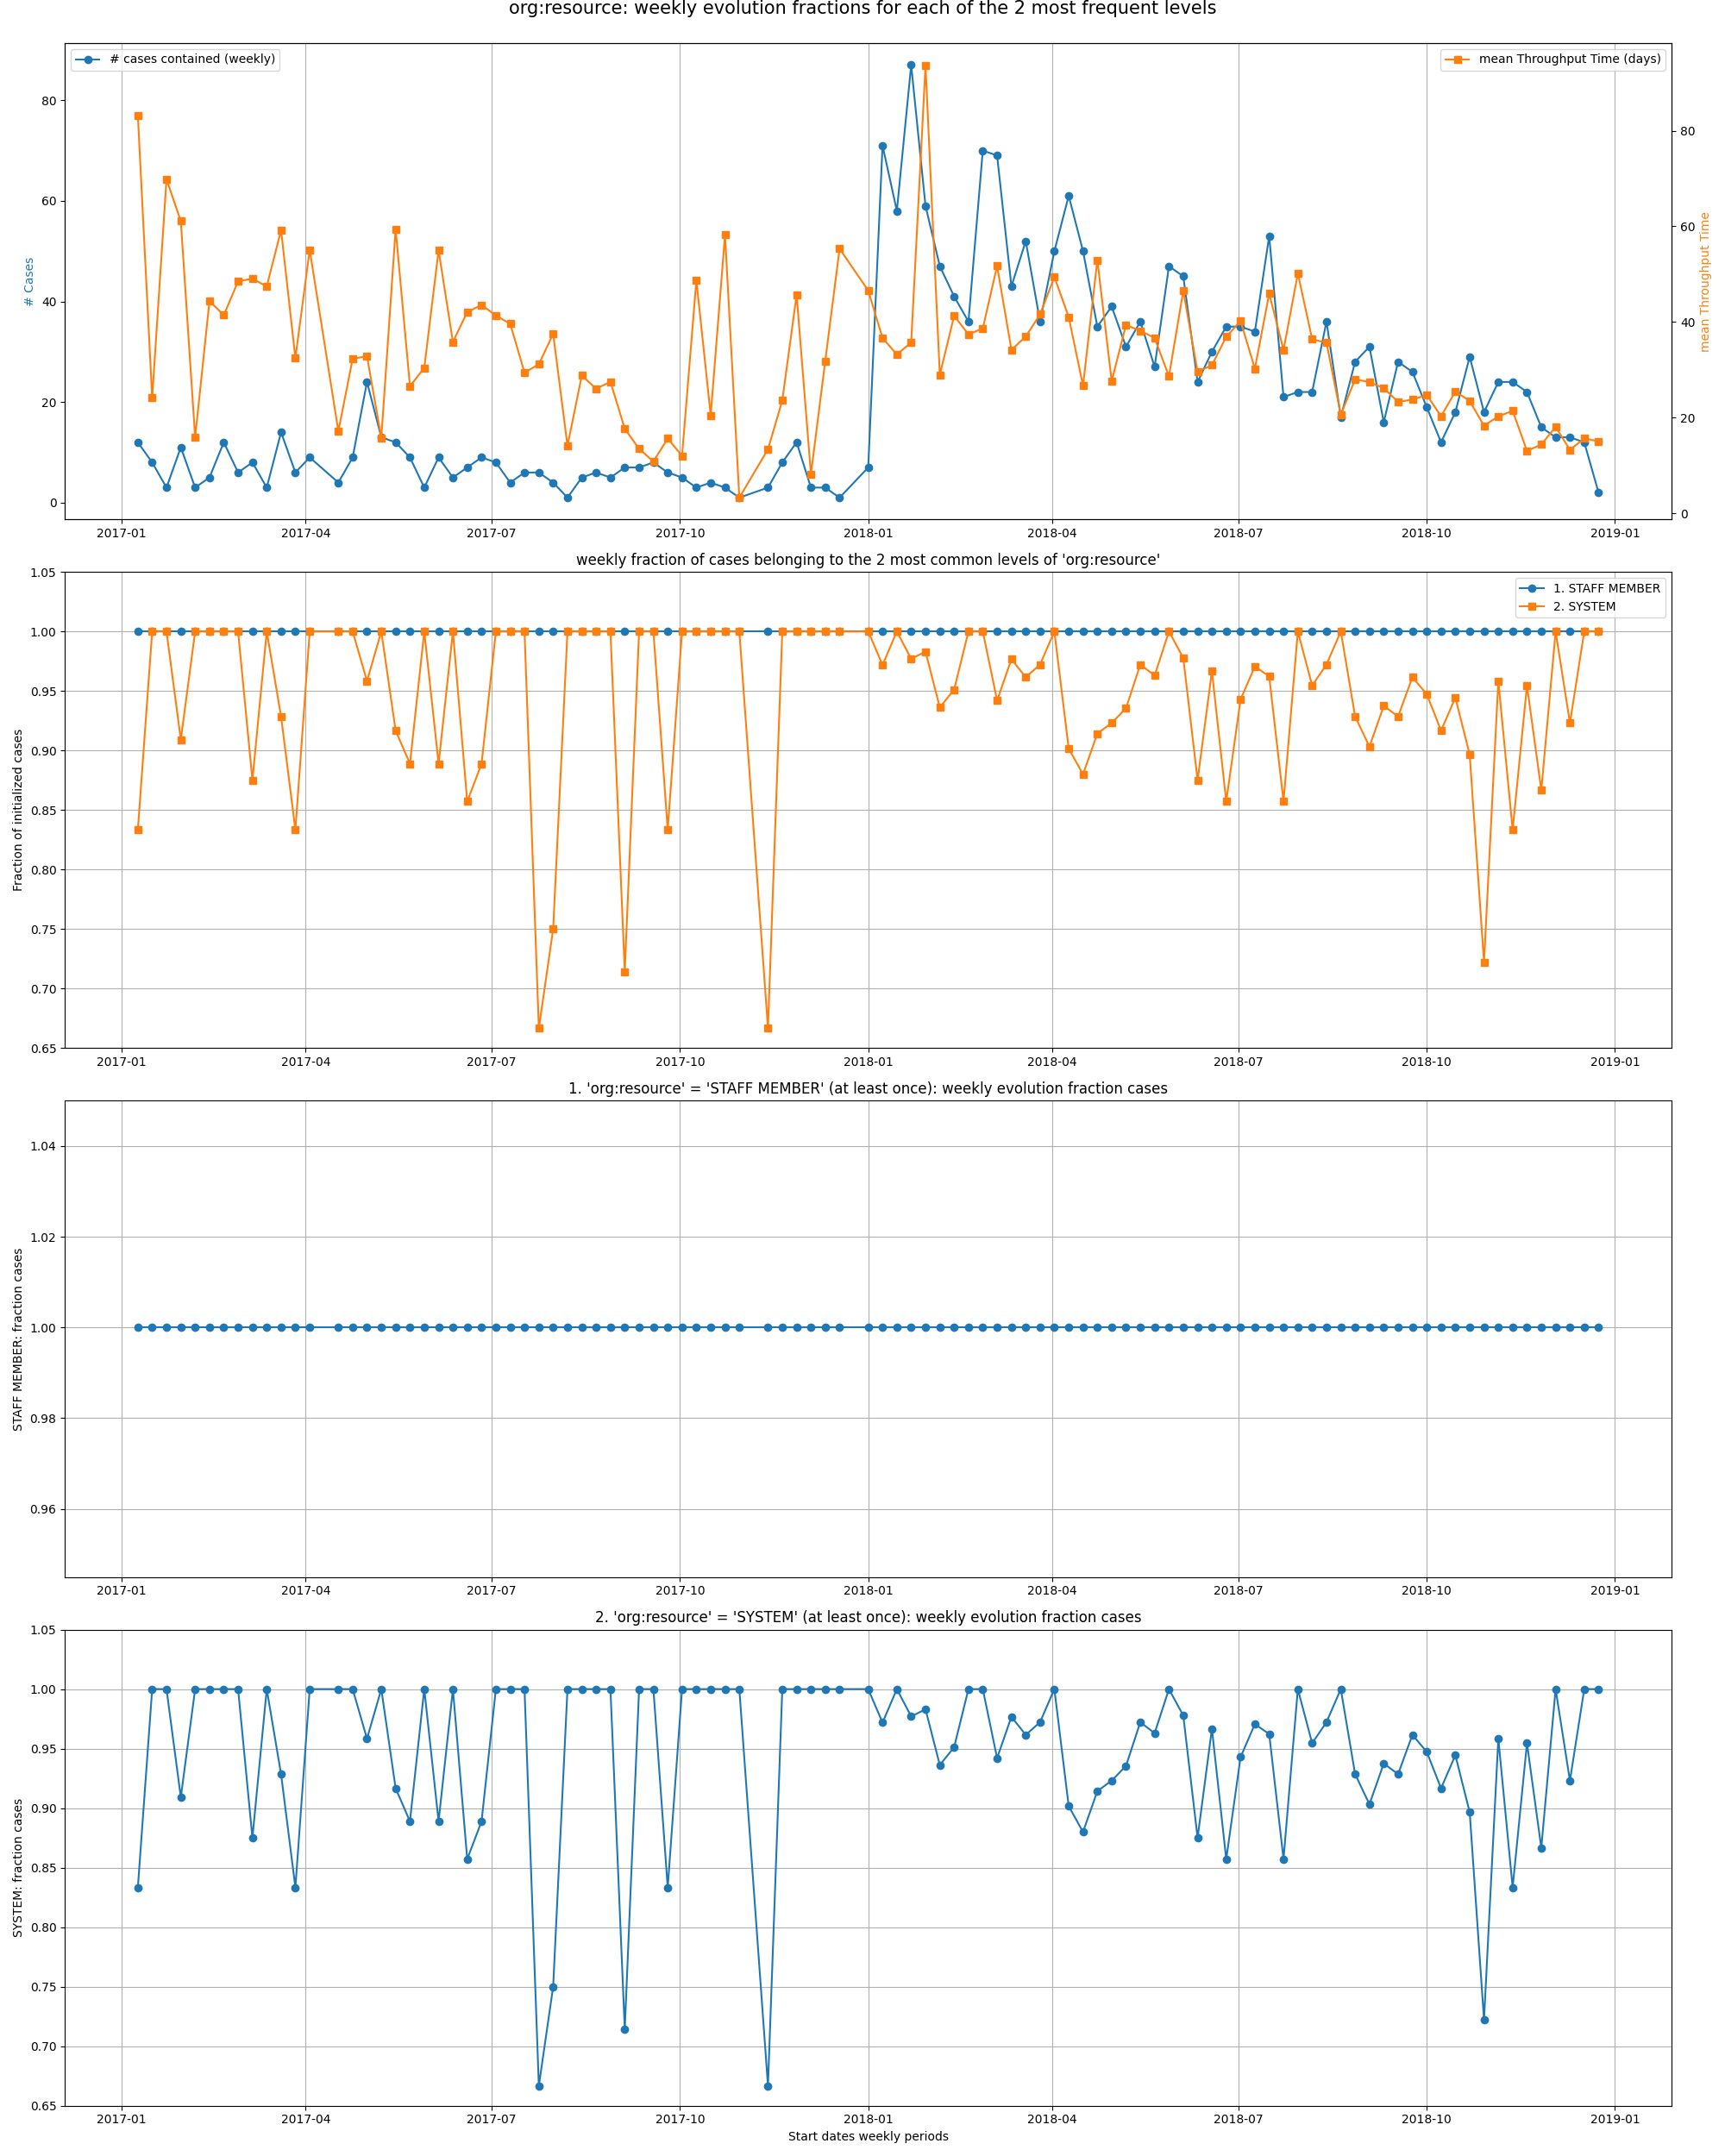 org:resource: weekly evolution fractions for each of the 2 most frequent levels
# cases contained (weekly)
mean Throughput Time (days)
# Cases
mean Throughput Time
80
60
40
20
0
80
60
40
20
0
2017-01 2017-04 2017-07 2017-10 2018-01 2018-04 2018-07 2018-10 2019-01
weekly fraction of cases belonging to the 2 most common levels of 'org:resource'
1. STAFF MEMBER
2. SYSTEM
Fraction of initialized cases
1.05
1.00
0.95
0.90
0.85
0.80
0.75
0.70
0.65
2017-01 2017-04 2017-07 2017-10 2018-01 2018-04 2018-07 2018-10 2019-01
1. 'org:resource' = 'STAFF MEMBER' (at least once): weekly evolution fraction cases
STAFF MEMBER: fraction cases
1.04
1.02
1.00
0.98
0.96
2017-01 2017-04 2017-07 2017-10 2018-01 2018-04 2018-07 2018-10 2019-01
2. 'org:resource' = 'SYSTEM' (at least once): weekly evolution fraction cases
SYSTEM: fraction cases
1.05
1.00
0.95
0.90
0.85
0.80
0.75
0.70
0.65
2017-01 2017-04 2017-07 2017-10 2018-01 2018-04 2018-07 2018-10 2019-01
Start dates weekly periods